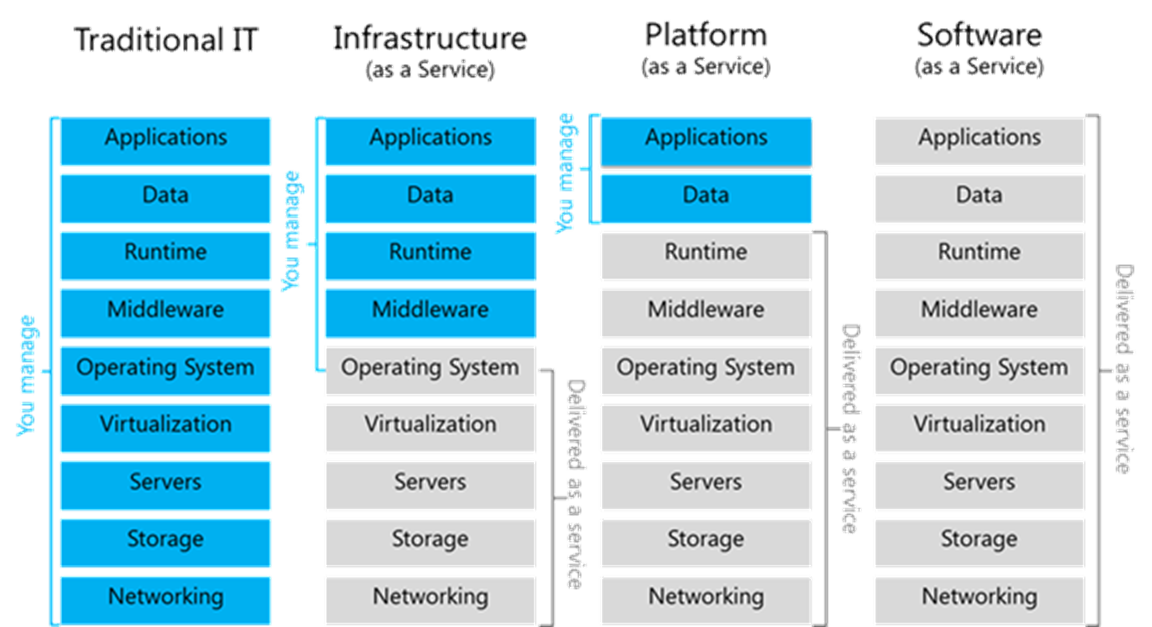 Traditional IT
Infrastructure
(as a Service)
Platform
(as a Service)
Software
(as a Service)
You manage
Applications
Data
Runtime
Middleware
Operating System
Virtualization
Servers
Storage
Networking
You manage
Applications
Data
Runtime
Middleware
Operating System
Virtualization
Servers
Storage
Networking
Delivered as a service
You manage
Applications
Data
Runtime
Middleware
Operating System
Virtualization
Servers
Storage
Networking
Delivered as a service
Applications
Data
Runtime
Middleware
Operating System
Virtualization
Servers
Storage
Networking
Delivered as a service